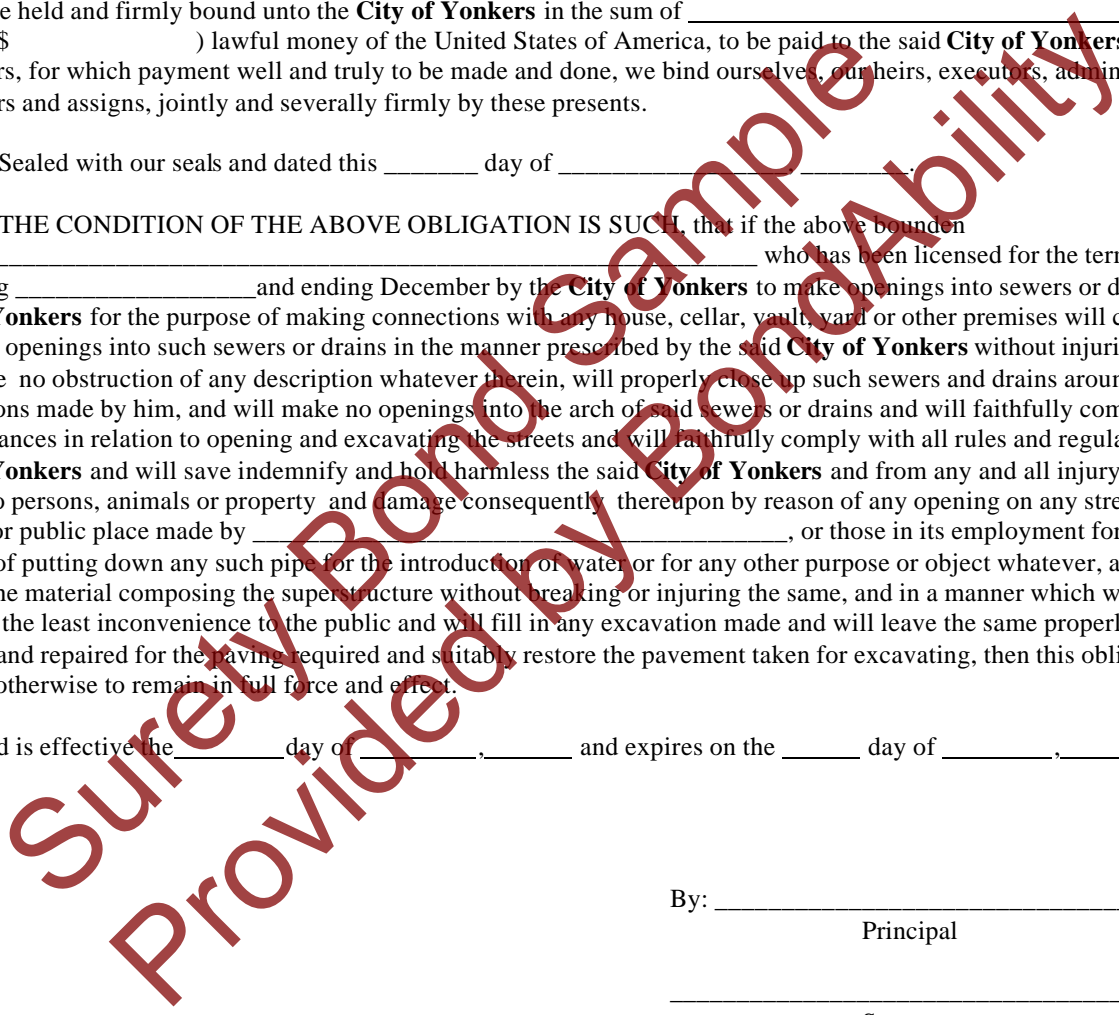 e held and firmly bound unto the City of Yonkers in the sum of ____________________
$ ) lawful money of the United States of America, to be paid to the said City of Yonkers
rs, for which payment well and truly to be made and done, we bind ourselves, our heirs, executors, admin
rs and assigns, jointly and severally firmly by these presents.
Sealed with our seals and dated this _______ day of _________________, ________.
THE CONDITION OF THE ABOVE OBLIGATION IS SUCH, that if the above bounden
_________________________________________________________ who has been licensed for the ter
g __________________and ending December by the City of Yonkers to make openings into sewers or d
Yonkers for the purpose of making connections with any house, cellar, vault, yard or other premises will c
openings into such sewers or drains in the manner prescribed by the said City of Yonkers without injuri
e no obstruction of any description whatever therein, will properly close up such sewers and drains aroun
ons made by him, and will make no openings into the arch of said sewers or drains and will faithfully com
ances in relation to opening and excavating the streets and will faithfully comply with all rules and regula
Yonkers and will save indemnify and hold harmless the said City of Yonkers and from any and all injury
o persons, animals or property and damage consequently thereupon by reason of any opening on any stre
or public place made by ________________________________________, or those in its employment for
of putting down any such pipe for the introduction of water or for any other purpose or object whatever, a
he material composing the superstructure without breaking or injuring the same, and in a manner which w
the least inconvenience to the public and will fill in any excavation made and will leave the same properl
and repaired for the paving required and suitably restore the pavement taken for excavating, then this obli
otherwise to remain in full force and effect.
d is effective the________ day of ________,______ and expires on the ______ day of ________,_____
By: ______________________________
Principal
Surety Bond Sample
Provided by BondAbility